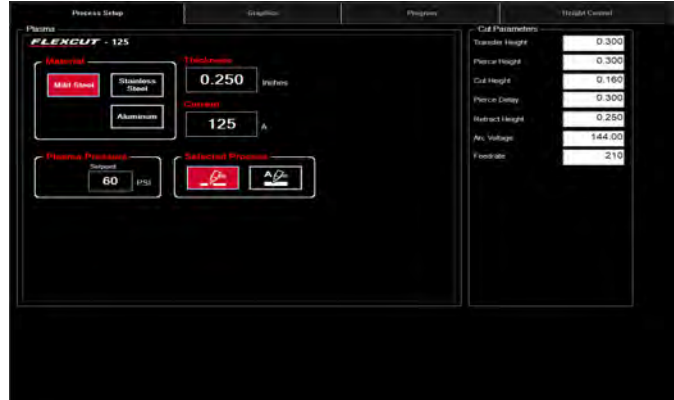 Process Setup
Graphics
Program
Height Control
Plasma
FLEXCUT - 125
Material
Mild Steel
Stainless
Steel
Aluminum
Thickness
0.250 Inches
Current
125 A
Plasma Pressure
Setpoint
60 PSI
Selected Process
A
Cut Parameters
Transfer Height 0.300
Pierce Height 0.300
Cut Height 0.160
Pierce Delay 0.300
Retract Height 0.250
Arc Voltage 144.00
Feedrate 210